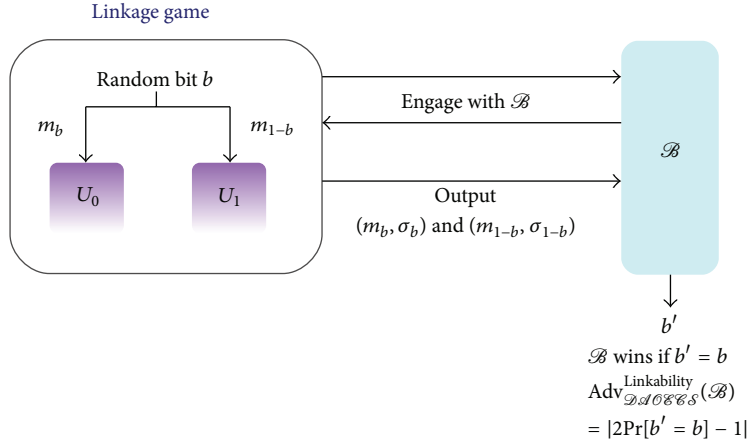 Linkage game
Random bit b
m_b
m_{1−b}
U_0
U_1
Engage with ℬ
ℬ
Output
(m_b, σ_b) and (m_{1−b}, σ_{1−b})
b′
ℬ wins if b′ = b
Adv^{Linkability}_{𝒟𝒜𝒪ℰ𝒞𝒮}(ℬ)
= |2Pr[b′ = b] − 1|